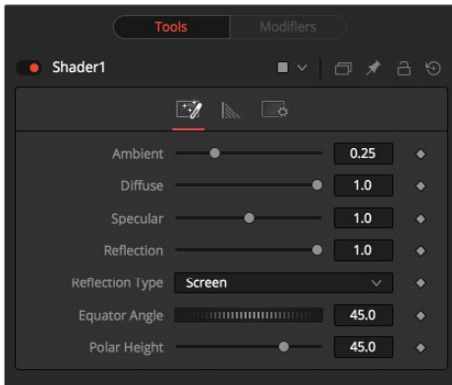 Tools Modifiers
Shader1
Ambient 0.25
Diffuse 1.0
Specular 1.0
Reflection 1.0
Reflection Type Screen
Equator Angle 45.0
Polar Height 45.0